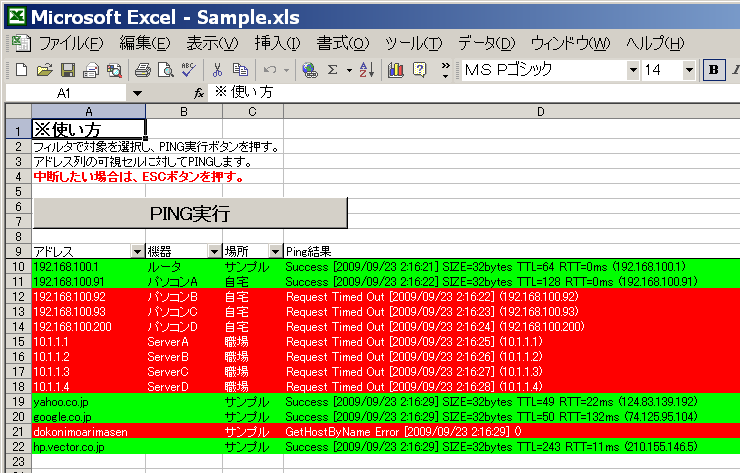 Microsoft Excel - Sample.xls
ファイル(F) 編集(E) 表示(V) 挿入(I) 書式(O) ツール(T) データ(D) ウィンドウ(W) ヘルプ(H)
ＭＳ Ｐゴシック 14 B I
A1 fx ※使い方
A B C D
1 ※使い方
2 フィルタで対象を選択し、PING実行ボタンを押す。
3 アドレス列の可視セルに対してPINGします。
4 中断したい場合は、ESCボタンを押す。
5
6 PING実行
7
8
9 アドレス 機器 場所 Ping結果
10 192.168.100.1 ルータ サンプル Success [2009/09/23 2:16:21] SIZE=32bytes TTL=64 RTT=0ms (192.168.100.1)
11 192.168.100.91 パソコンA 自宅 Success [2009/09/23 2:16:22] SIZE=32bytes TTL=128 RTT=0ms (192.168.100.91)
12 192.168.100.92 パソコンB 自宅 Request Timed Out [2009/09/23 2:16:22] (192.168.100.92)
13 192.168.100.93 パソコンC 自宅 Request Timed Out [2009/09/23 2:16:23] (192.168.100.93)
14 192.168.100.200 パソコンD 自宅 Request Timed Out [2009/09/23 2:16:24] (192.168.100.200)
15 10.1.1.1 ServerA 職場 Request Timed Out [2009/09/23 2:16:25] (10.1.1.1)
16 10.1.1.2 ServerB 職場 Request Timed Out [2009/09/23 2:16:26] (10.1.1.2)
17 10.1.1.3 ServerC 職場 Request Timed Out [2009/09/23 2:16:27] (10.1.1.3)
18 10.1.1.4 ServerD 職場 Request Timed Out [2009/09/23 2:16:28] (10.1.1.4)
19 yahoo.co.jp サンプル Success [2009/09/23 2:16:29] SIZE=32bytes TTL=49 RTT=22ms (124.83.139.192)
20 google.co.jp サンプル Success [2009/09/23 2:16:29] SIZE=32bytes TTL=50 RTT=132ms (74.125.95.104)
21 dokonimoarimasen サンプル GetHostByName Error [2009/09/23 2:16:29] ()
22 hp.vector.co.jp サンプル Success [2009/09/23 2:16:29] SIZE=32bytes TTL=243 RTT=11ms (210.155.146.5)
23